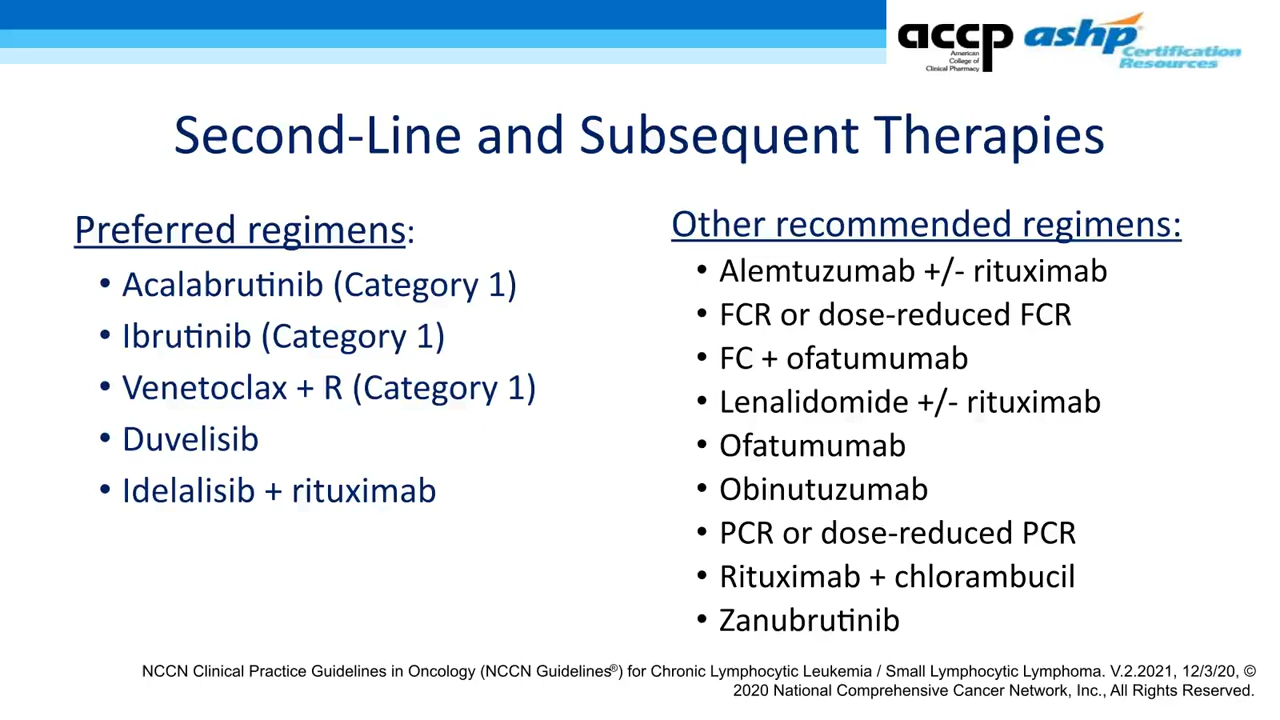 accp
American
College of
Clinical Pharmacy
ashp
Certification
Resources
Second-Line and Subsequent Therapies
Preferred regimens:
• Acalabrutinib (Category 1)
• Ibrutinib (Category 1)
• Venetoclax + R (Category 1)
• Duvelisib
• Idelalisib + rituximab
Other recommended regimens:
• Alemtuzumab +/- rituximab
• FCR or dose-reduced FCR
• FC + ofatumumab
• Lenalidomide +/- rituximab
• Ofatumumab
• Obinutuzumab
• PCR or dose-reduced PCR
• Rituximab + chlorambucil
• Zanubrutinib
NCCN Clinical Practice Guidelines in Oncology (NCCN Guidelines®) for Chronic Lymphocytic Leukemia / Small Lymphocytic Lymphoma. V.2.2021, 12/3/20, ©
2020 National Comprehensive Cancer Network, Inc., All Rights Reserved.